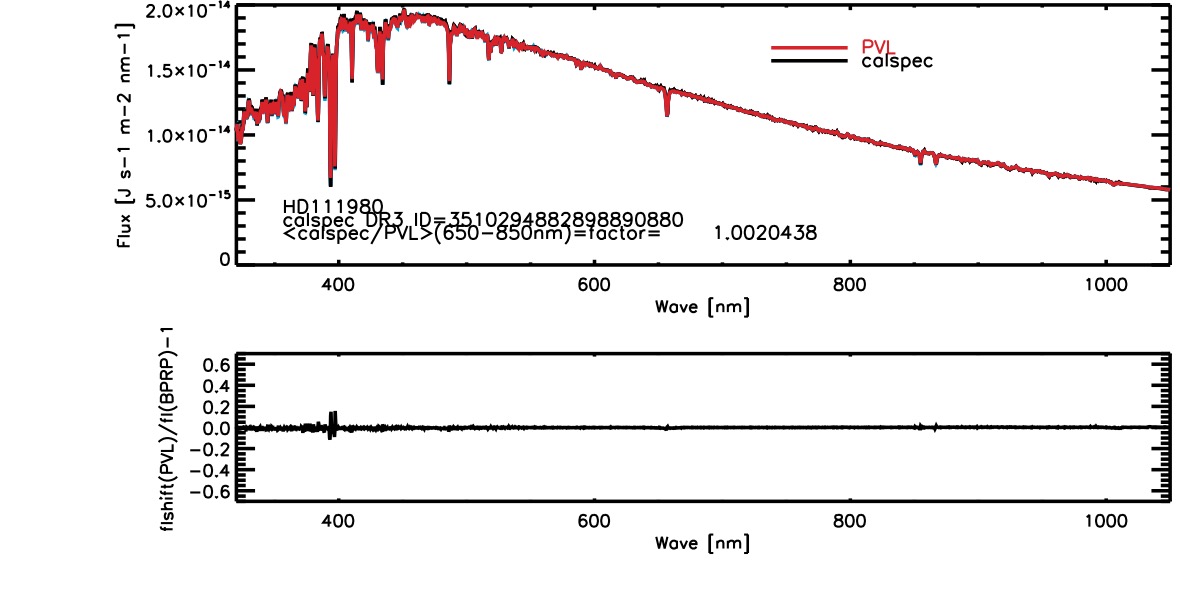 2.0×10−14
1.5×10−14
1.0×10−14
5.0×10−15
0
Flux [J s−1 m−2 nm−1]
PVL
calspec
HD111980
calspec DR3 ID=3510294882898890880
<calspec/PVL>(650−850nm)=factor= 1.0020438
400 600 800 1000
Wave [nm]
flshift(PVL)/fl(BPRP)−1
0.6
0.4
0.2
0.0
−0.2
−0.4
−0.6
400 600 800 1000
Wave [nm]